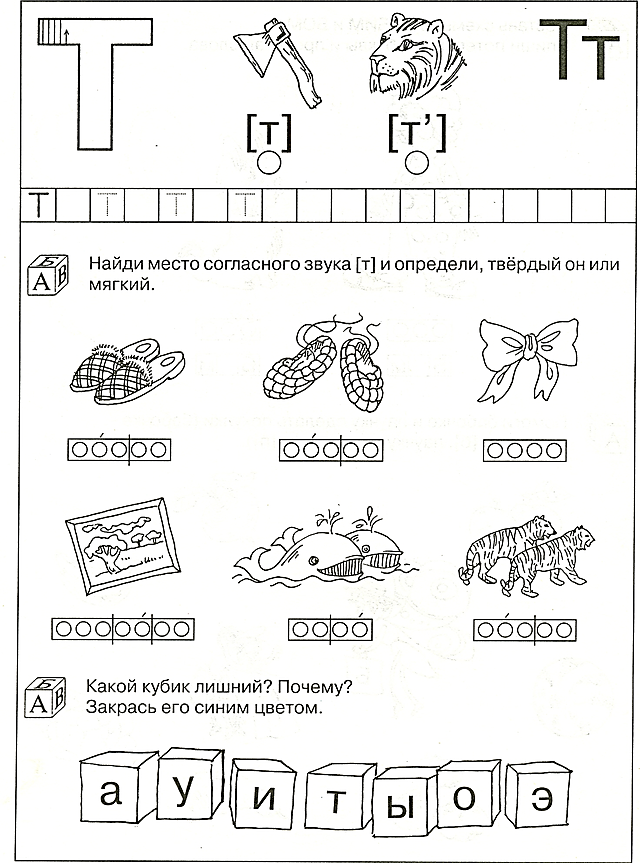 Т
Тт
[т]
[т’]
Т Т Т Т
Б
А В
Найди место согласного звука [т] и определи, твёрдый он или
мягкий.
Б
А В
Какой кубик лишний? Почему?
Закрась его синим цветом.
а у и т ы о э